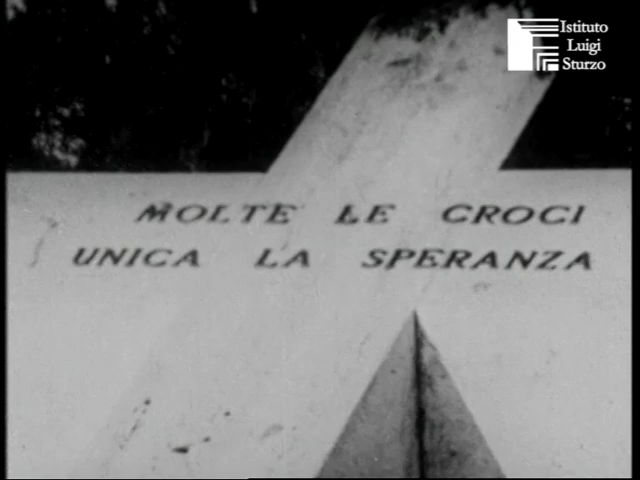 Istituto
Luigi
Sturzo
MOLTE LE CROCI
UNICA LA SPERANZA